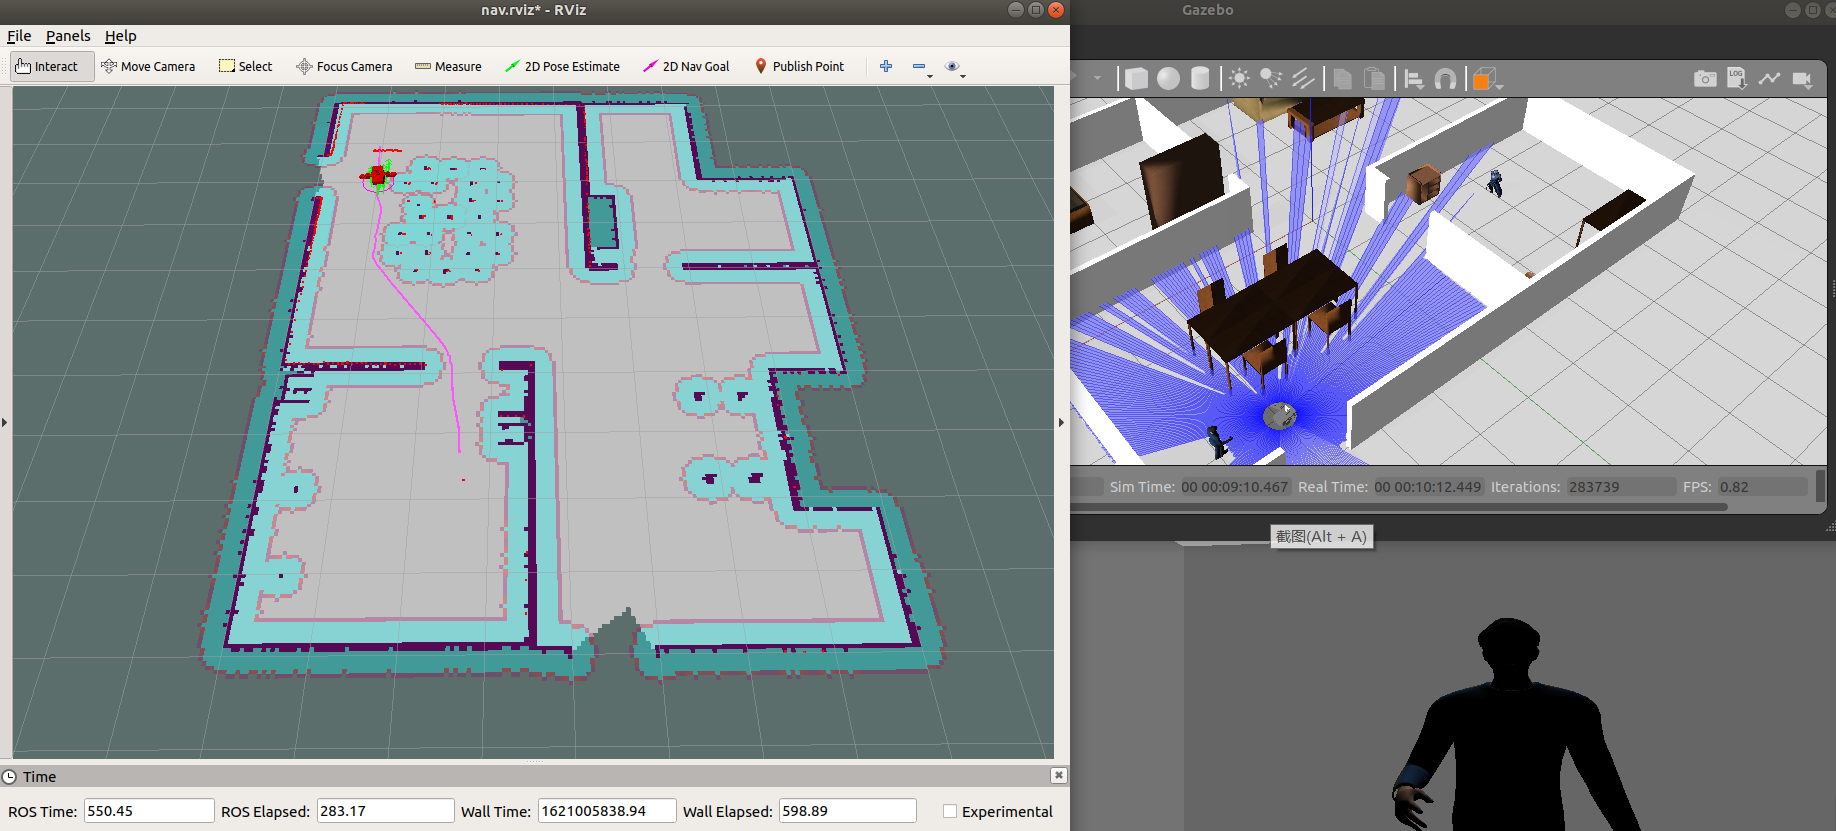 nav.rviz* - RViz
File Panels Help
Interact Move Camera Select Focus Camera Measure 2D Pose Estimate 2D Nav Goal Publish Point
Time
ROS Time: 550.45 ROS Elapsed: 283.17 Wall Time: 1621005838.94 Wall Elapsed: 598.89 Experimental
Gazebo
LOG
Sim Time: 00 00:09:10.467 Real Time: 00 00:10:12.449 Iterations: 283739 FPS: 0.82
截图(Alt + A)